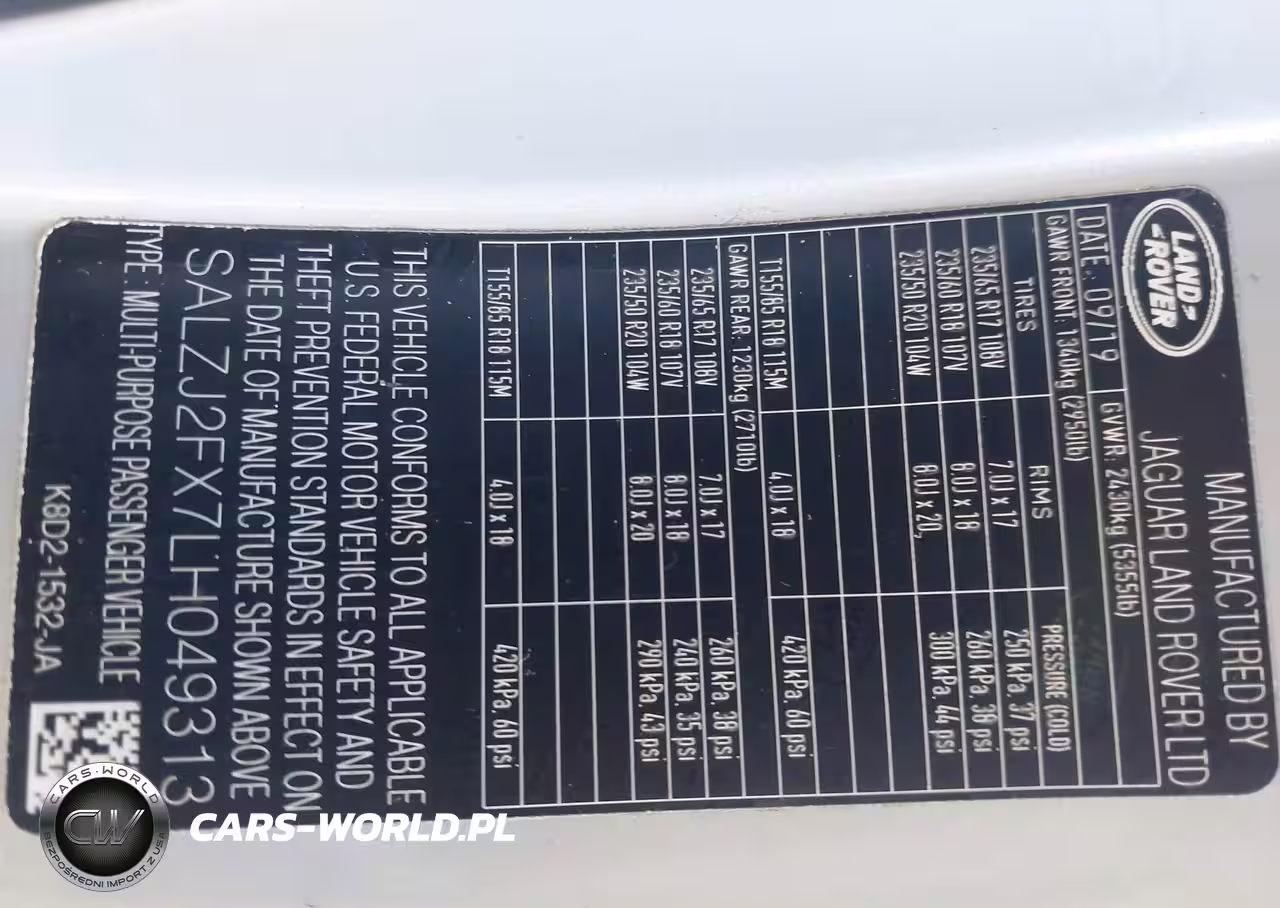 LAND-
-ROVER
MANUFACTURED BY
JAGUAR LAND ROVER LTD
DATE: 09/19 GVWR: 2430kg (5355lb)
GAWR FRONT: 1340kg (2950lb)
TIRES RIMS PRESSURE (COLD)
235/65 R17 108V 7.0J x 17 250 kPa, 37 psi
235/60 R18 107V 8.0J x 18 260 kPa, 38 psi
235/50 R20 104W 8.0J x 20, 300 kPa, 44 psi
T155/85 R18 115M 4.0J x 18 420 kPa, 60 psi
GAWR REAR: 1230kg (2710lb)
235/65 R17 108V 7.0J x 17 260 kPa, 38 psi
235/60 R18 107V 8.0J x 18 240 kPa, 35 psi
235/50 R20 104W 8.0J x 20 290 kPa, 43 psi
T155/85 R18 115M 4.0J x 18 420 kPa, 60 psi
THIS VEHICLE CONFORMS TO ALL APPLICABLE
U.S. FEDERAL MOTOR VEHICLE SAFETY AND
THEFT PREVENTION STANDARDS IN EFFECT ON
THE DATE OF MANUFACTURE SHOWN ABOVE
SALZJ2FX7LH049313
TYPE: MULTI-PURPOSE PASSENGER VEHICLE
K8D2-1532-JA
CARS-WORLD
CW
BEZPOŚREDNI IMPORT Z USA
CARS-WORLD.PL